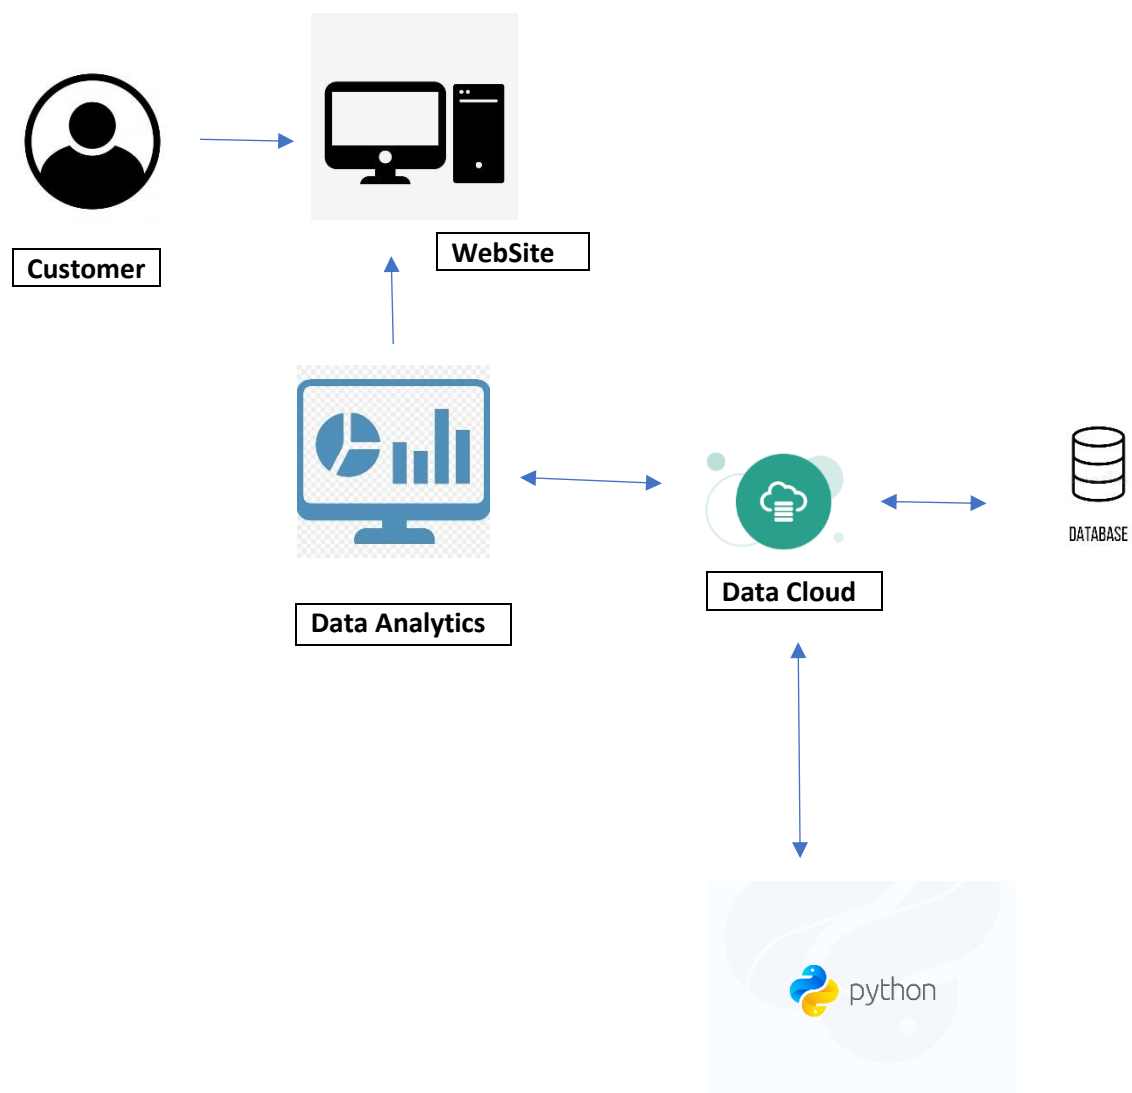 WebSite
Customer
DATABASE
Data Cloud
Data Analytics
python